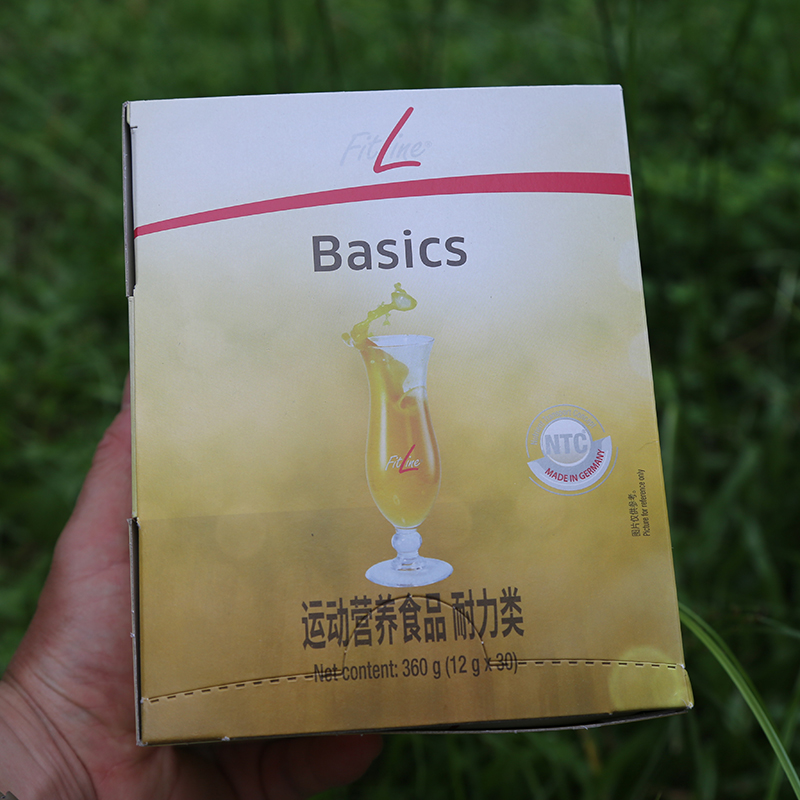 FitLine
Basics
FitLine
NTC
MADE IN GERMANY
图片仅供参考。
Picture for reference only
运动营养食品 耐力类
Net content: 360 g (12 g x 30)